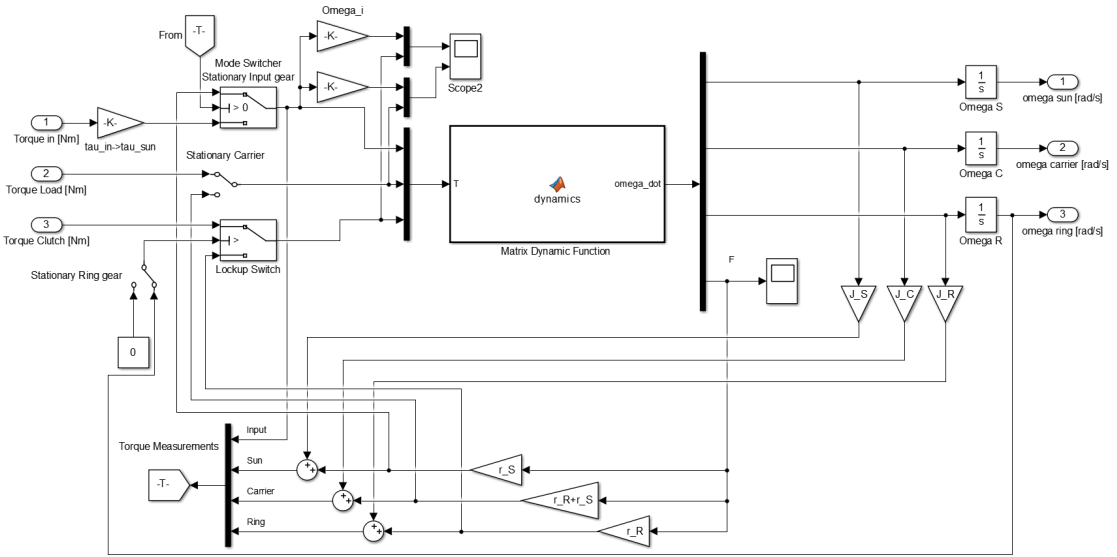 Omega_i
-T-
From
-K-
Mode Switcher
Stationary Input gear
Scope2
> 0
-K-
1
-K-
Torque in [Nm]
tau_in->tau_sun
Stationary Carrier
2
Torque Load [Nm]
3
Torque Clutch [Nm]
>
Lockup Switch
Stationary Ring gear
0
T
dynamics
omega_dot
Matrix Dynamic Function
1
s
Omega S
1
omega sun [rad/s]
1
s
Omega C
2
omega carrier [rad/s]
1
s
Omega R
3
omega ring [rad/s]
F
J_S
J_C
J_R
Torque Measurements
Input
Sun
Carrier
Ring
-T-
++
++
++
r_S
r_R+r_S
r_R